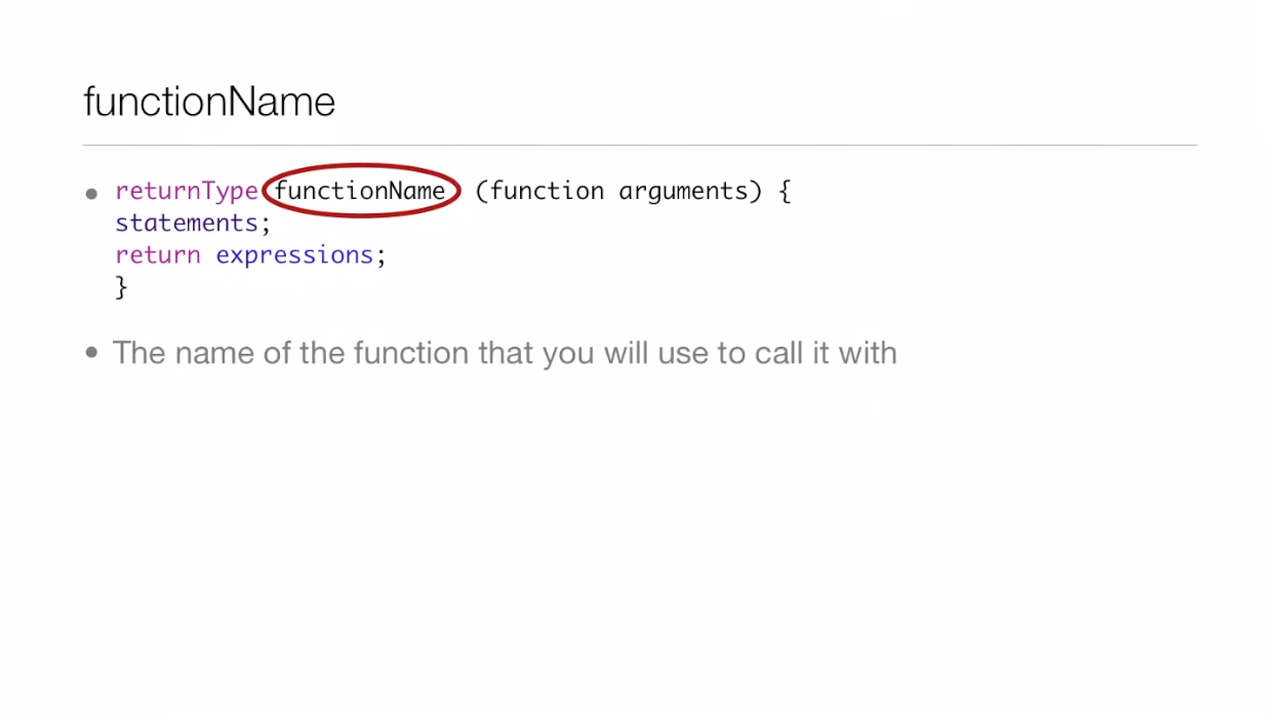 functionName
• returnType functionName (function arguments) {
statements;
return expressions;
}
• The name of the function that you will use to call it with